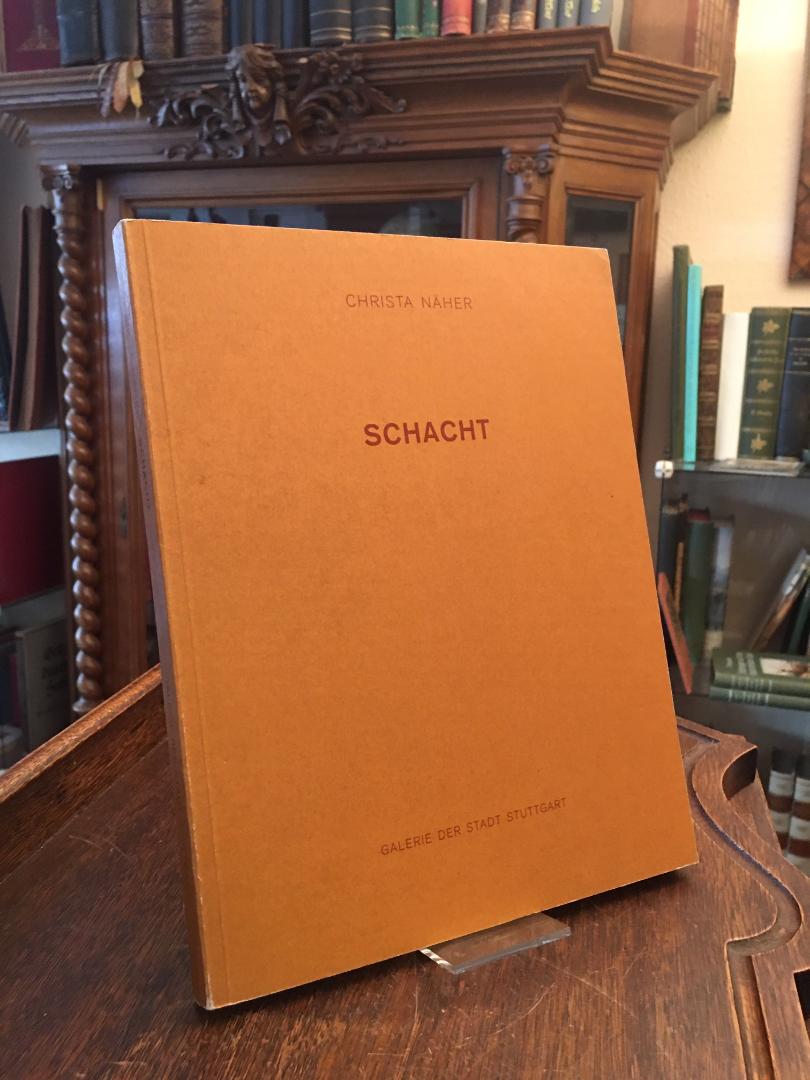 CHRISTA NÄHER
SCHACHT
GALERIE DER STADT STUTTGART